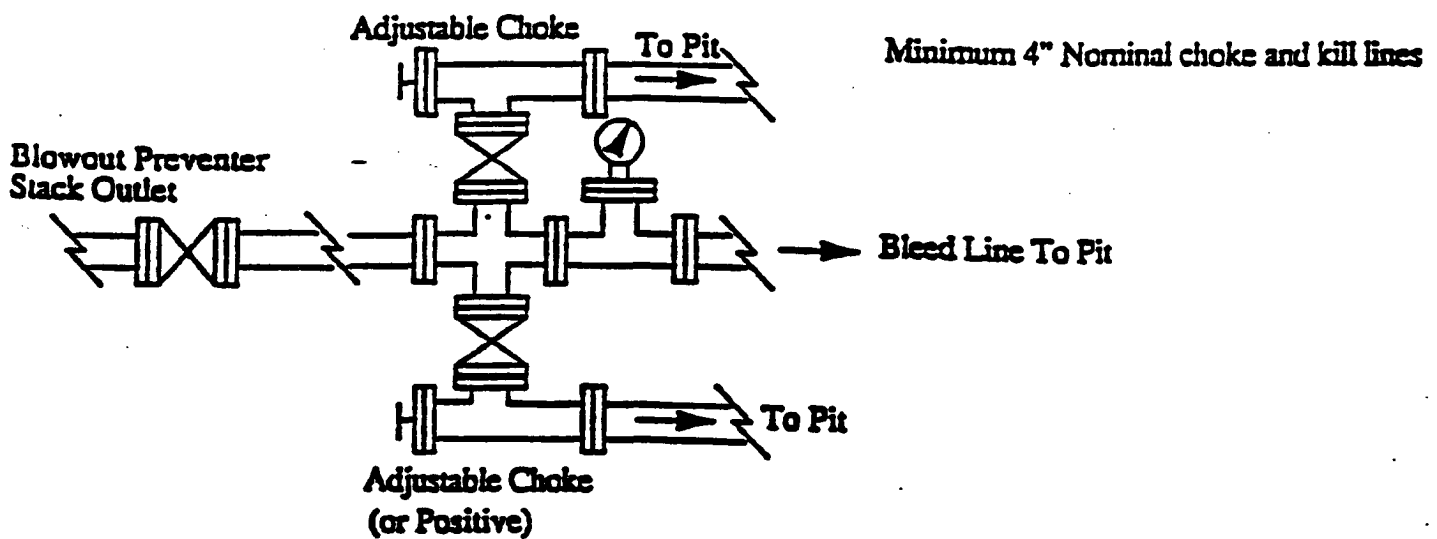 Adjustable Choke
To Pit
Minimum 4" Nominal choke and kill lines
Blowout Preventer
Stack Outlet
Bleed Line To Pit
To Pit
Adjustable Choke
(or Positive)